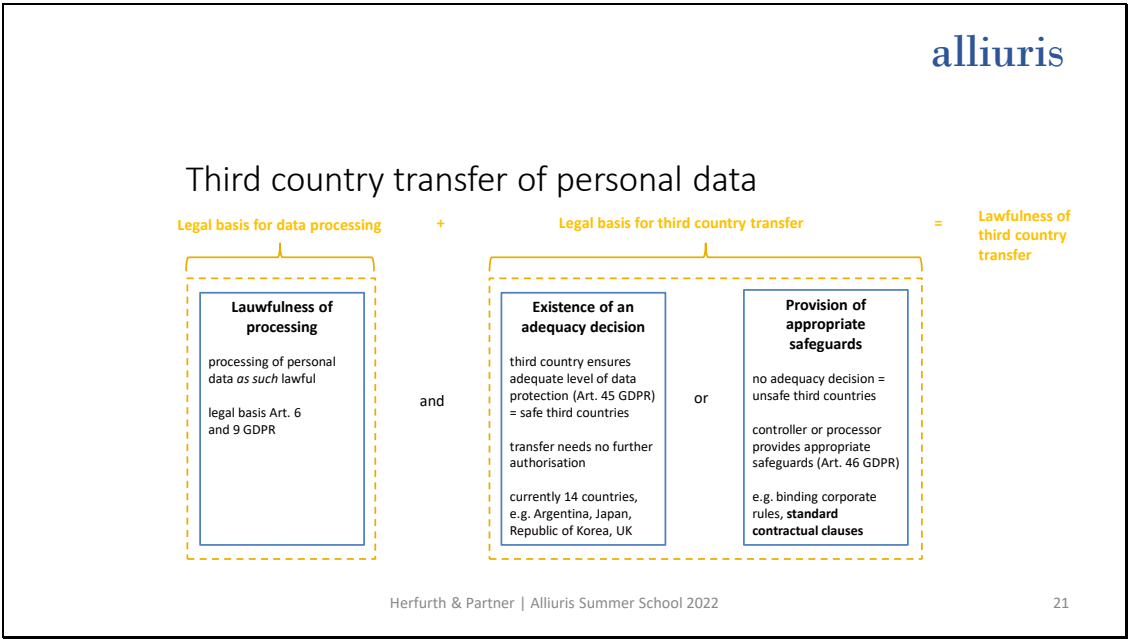 alliuris
Third country transfer of personal data
Legal basis for data processing
+
Legal basis for third country transfer
=
Lawfulness of
third country
transfer
Lauwfulness of
processing
processing of personal
data as such lawful
legal basis Art. 6
and 9 GDPR
and
Existence of an
adequacy decision
third country ensures
adequate level of data
protection (Art. 45 GDPR)
= safe third countries
transfer needs no further
authorisation
currently 14 countries,
e.g. Argentina, Japan,
Republic of Korea, UK
or
Provision of
appropriate
safeguards
no adequacy decision =
unsafe third countries
controller or processor
provides appropriate
safeguards (Art. 46 GDPR)
e.g. binding corporate
rules, standard
contractual clauses
Herfurth & Partner | Alliuris Summer School 2022
21